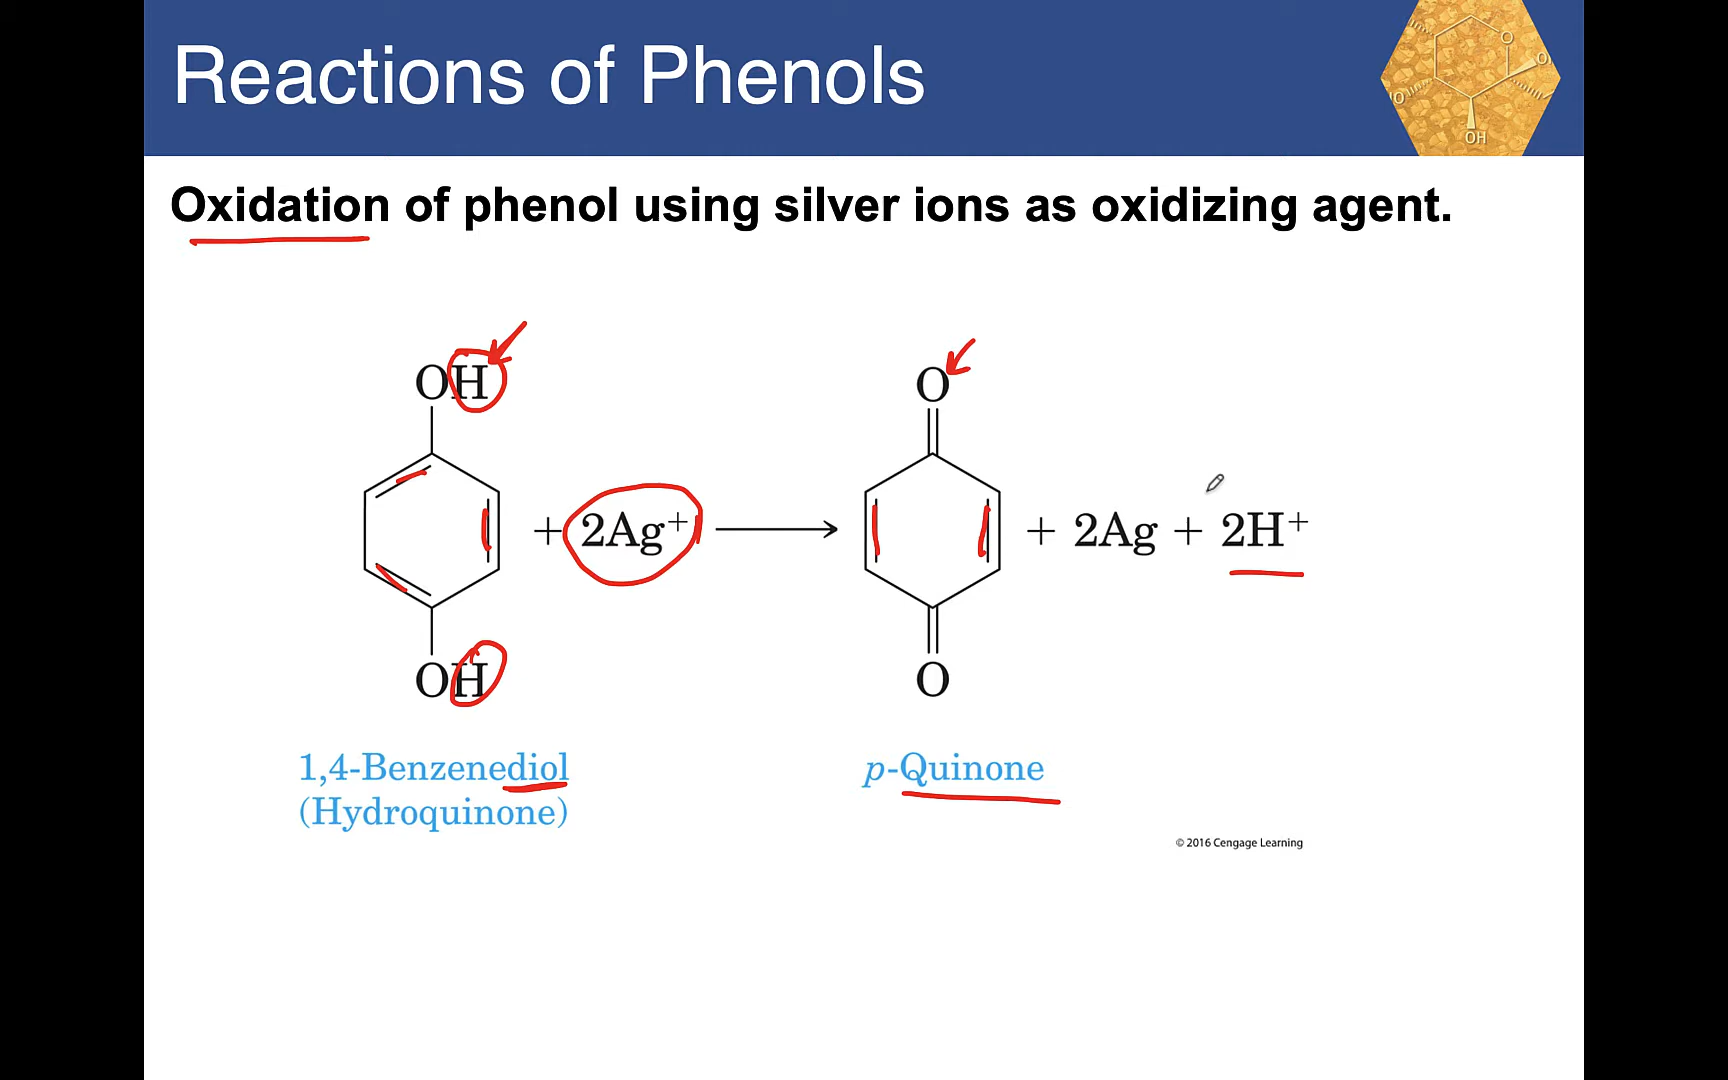 Reactions of Phenols
O
O
O
OH
Oxidation of phenol using silver ions as oxidizing agent.
OH
O
+ 2Ag⁺
+ 2Ag + 2H⁺
OH
O
1,4-Benzenediol
(Hydroquinone)
p-Quinone
© 2016 Cengage Learning